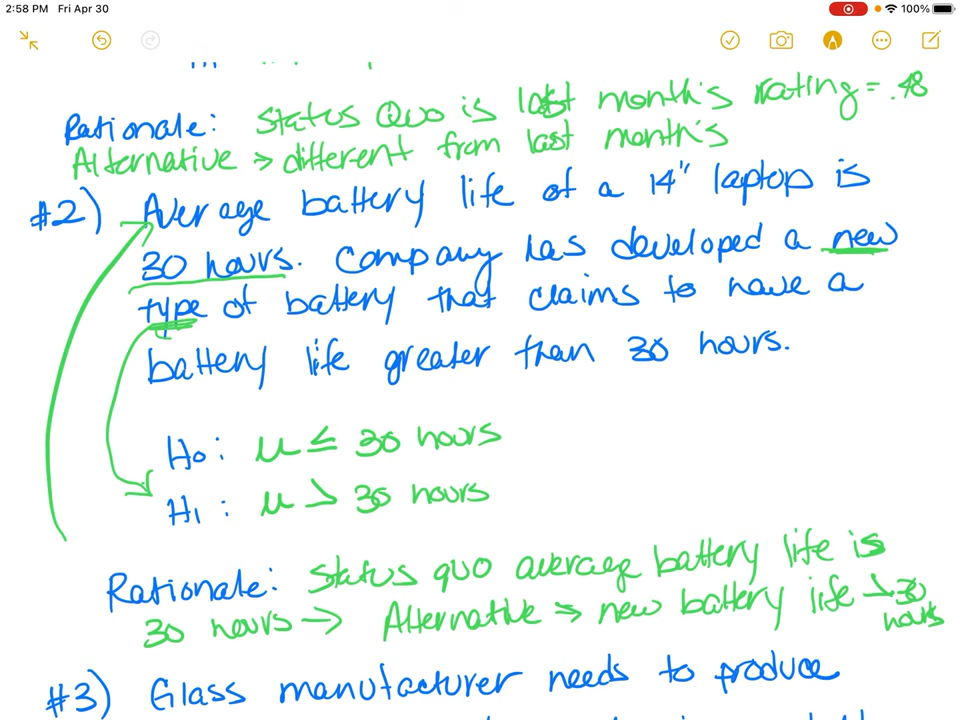 2:58 PM Fri Apr 30
100%
Rationale: Status Quo is last month's rating = .48
Alternative → different from last month's
#2) Average battery life of a 14" laptop is
30 hours. Company has developed a new
type of battery that claims to have a
battery life greater than 30 hours.
H0: μ ≤ 30 hours
H1: μ > 30 hours
Rationale: Status quo average battery life is
30 hours → Alternative → new battery life > 30
hours
#3) Glass manufacturer needs to produce